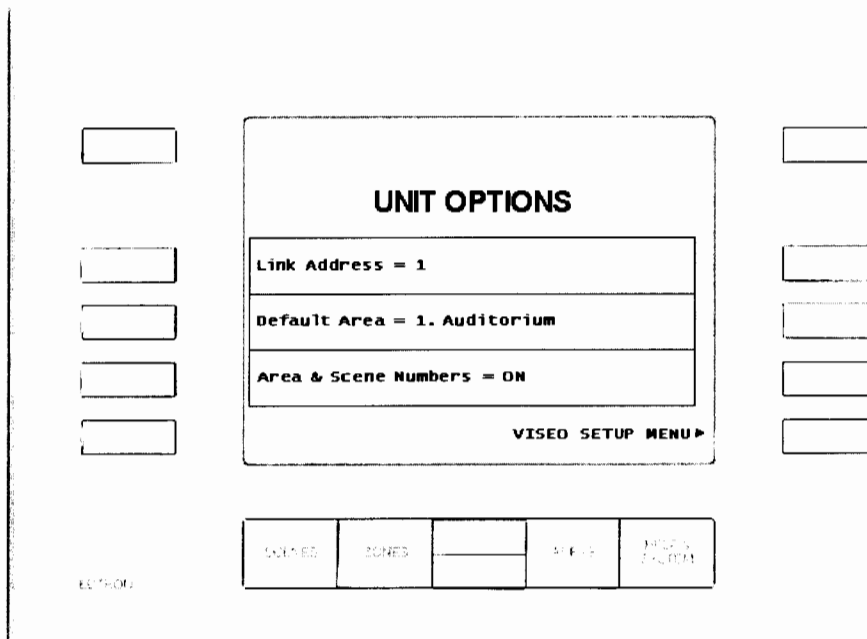 UNIT OPTIONS
Link Address = 1
Default Area = 1. Auditorium
Area & Scene Numbers = ON
VISEO SETUP MENU►
SCENES
ZONES